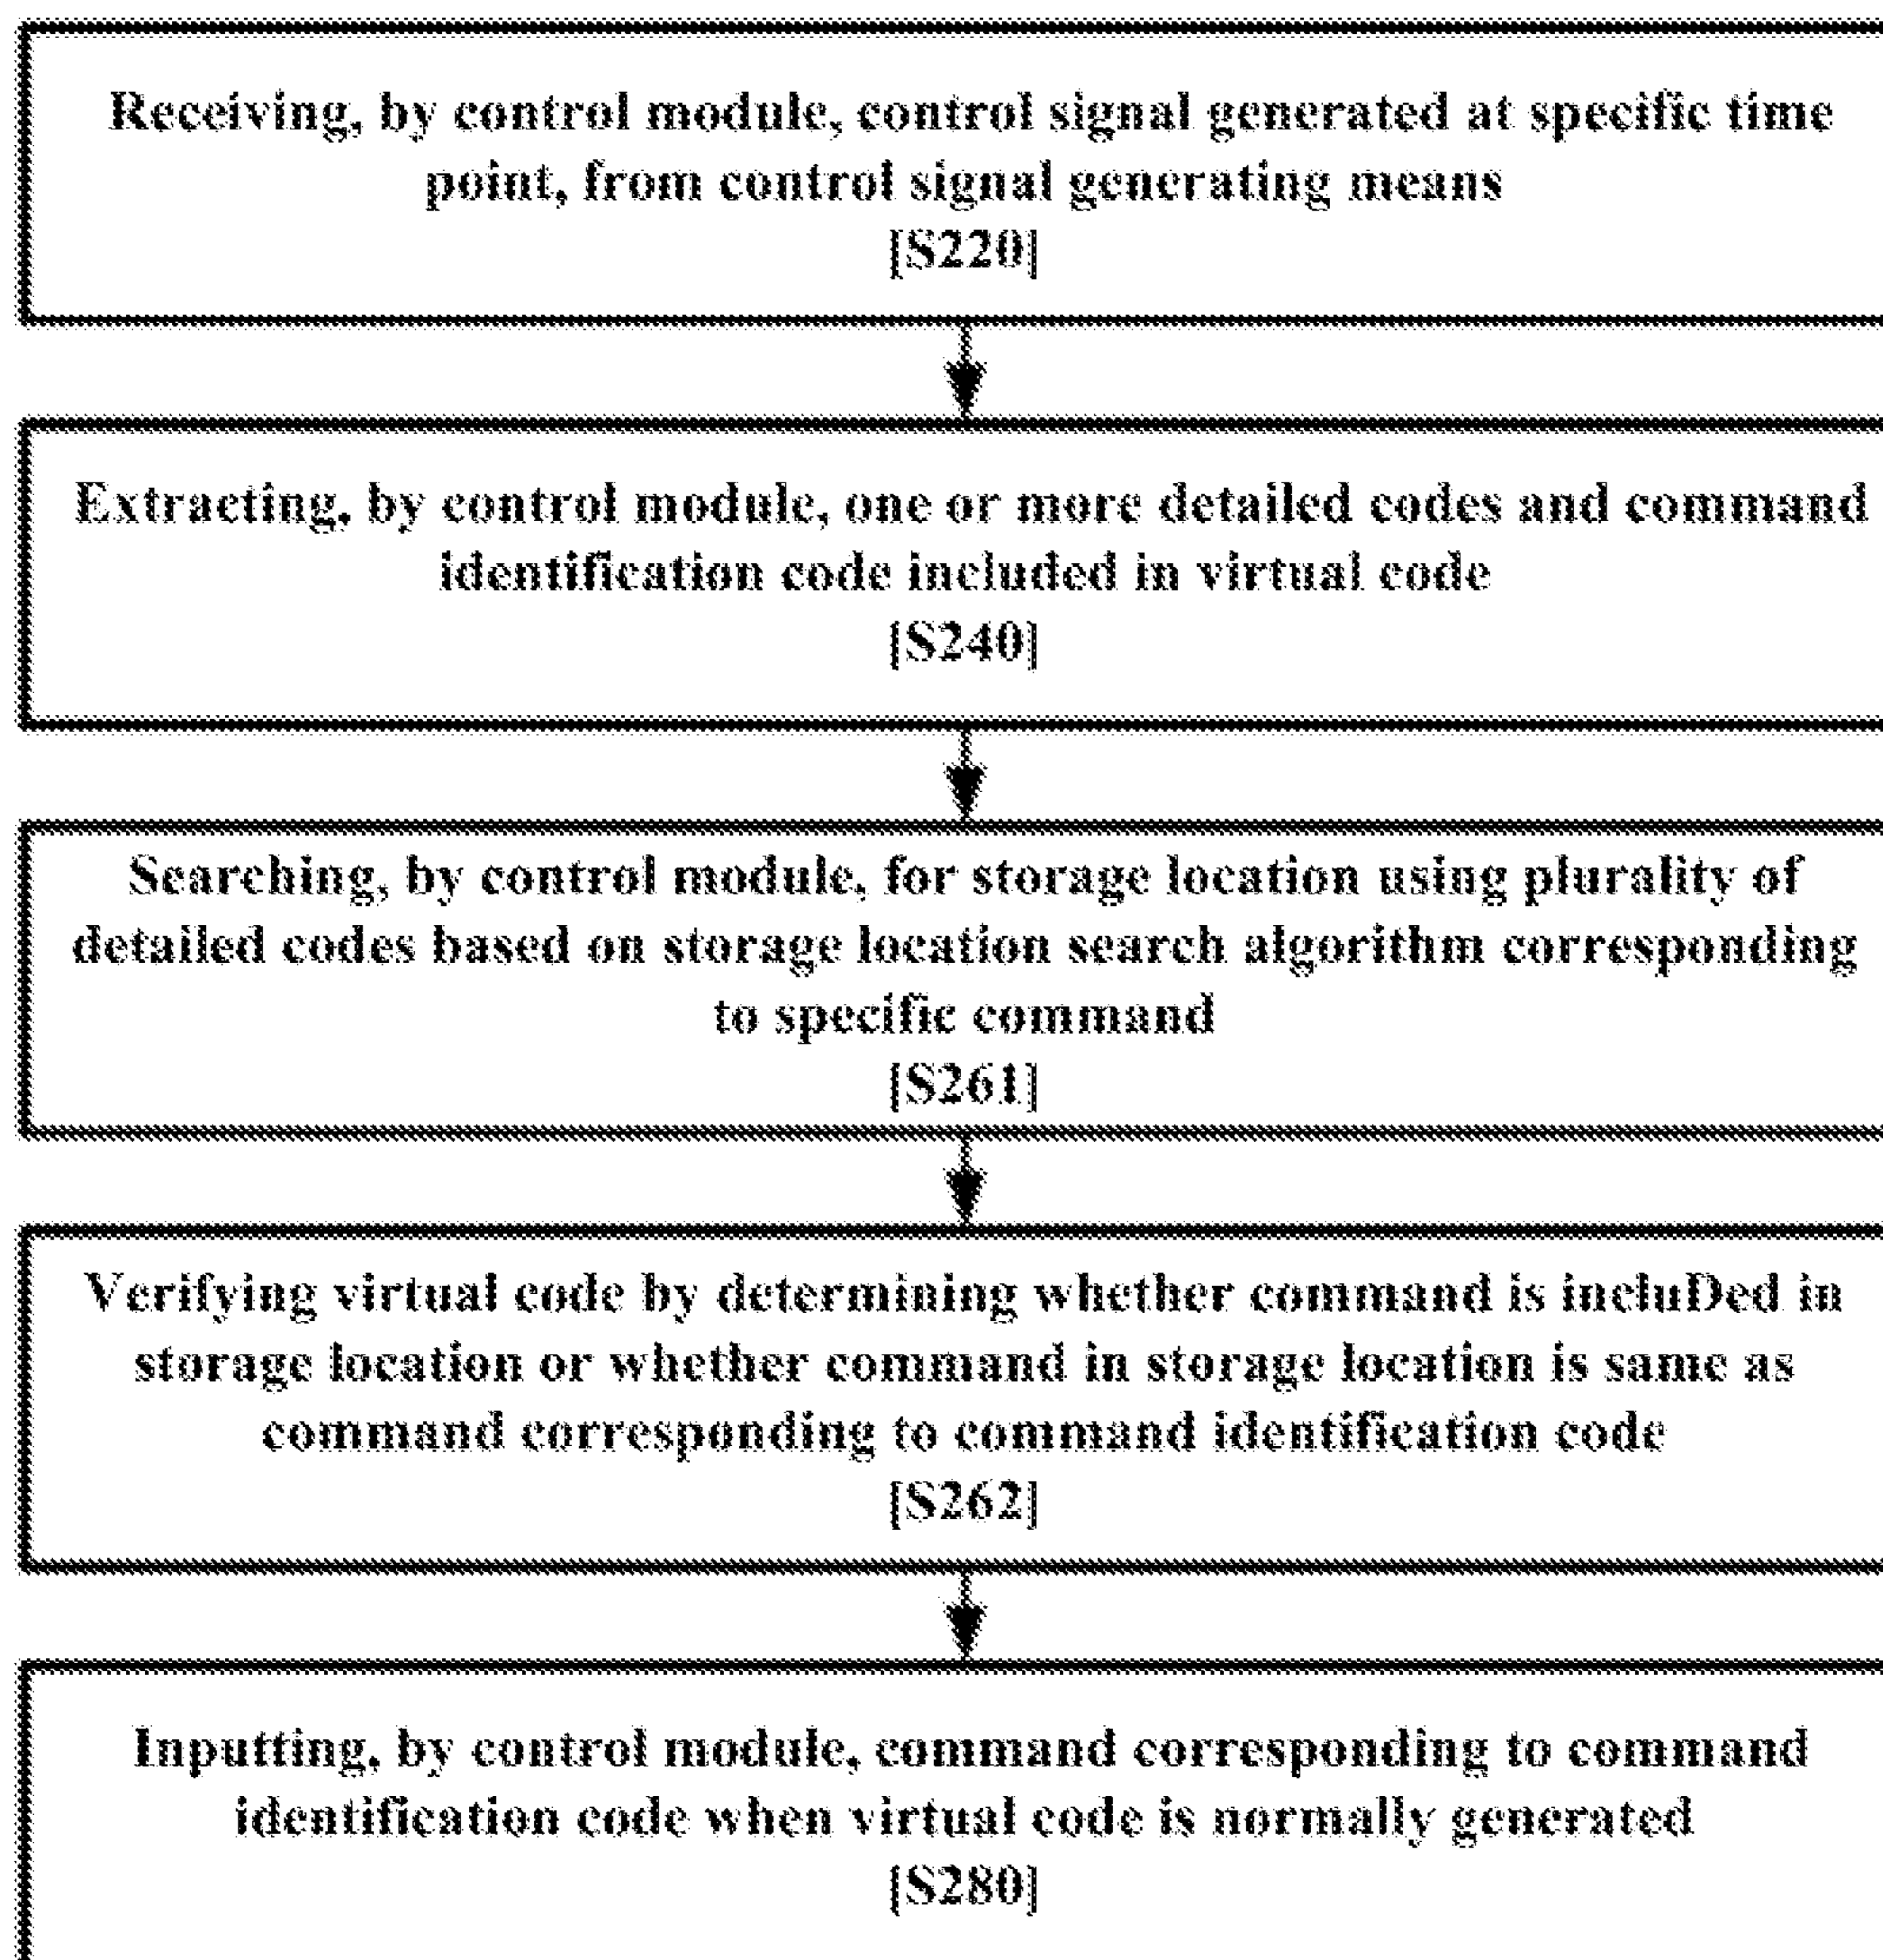 Receiving, by control module, control signal generated at specific time
point, from control signal generating means
[S220]
Extracting, by control module, one or more detailed codes and command
identification code included in virtual code
[S240]
Searching, by control module, for storage location using plurality of
detailed codes based on storage location search algorithm corresponding
to specific command
[S261]
Verifying virtual code by determining whether command is incluDed in
storage location or whether command in storage location is same as
command corresponding to command identification code
[S262]
Inputting, by control module, command corresponding to command
identification code when virtual code is normally generated
[S280]